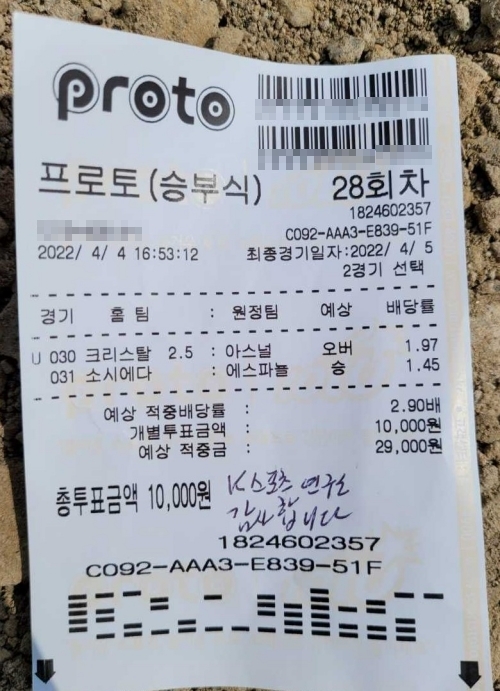 proto
프로토(승부식) 28회차
1824602357
C092-AAA3-E839-51F
2022/ 4/ 4 16:53:12 최종경기일자:2022/ 4/ 5
2경기 선택
경기 홈 팀 : 원정팀 예상 배당률
U 030 크리스탈 2.5 : 아스널 오버 1.97
031 소시에다 : 에스파뇰 승 1.45
예상 적중배당률 : 2.90배
개별투표금액 : 10,000원
예상 적중금 : 29,000원
총투표금액 10,000원 K스포츠 연구소
감사합니다
1824602357
C092-AAA3-E839-51F